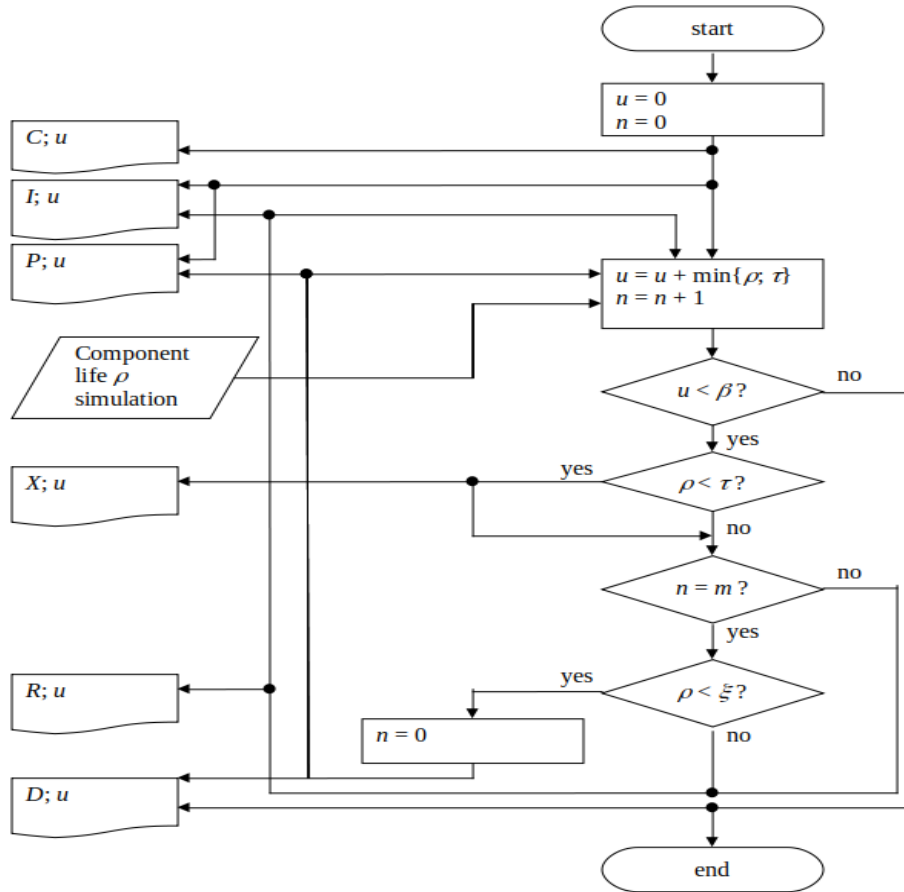 start
u = 0
n = 0
C; u
I; u
P; u
u = u + min{ρ; τ}
n = n + 1
Component
life ρ
simulation
u < β ?
no
yes
X; u
yes
ρ < τ ?
no
n = m ?
no
yes
R; u
yes
ρ < ξ ?
n = 0
no
D; u
end